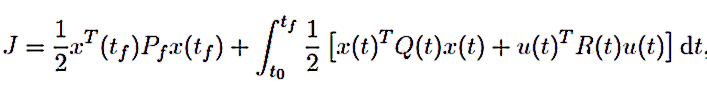 J = \frac{1}{2}x^T(t_f)P_f x(t_f) + \int_{t_0}^{t_f} \frac{1}{2} \left[ x(t)^T Q(t)x(t) + u(t)^T R(t)u(t) \right] \mathrm{d}t,